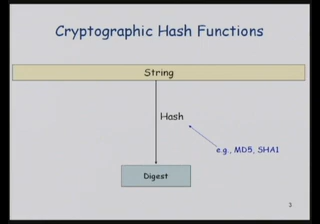 Cryptographic Hash Functions
String
Hash
e.g., MD5, SHA1
Digest
3